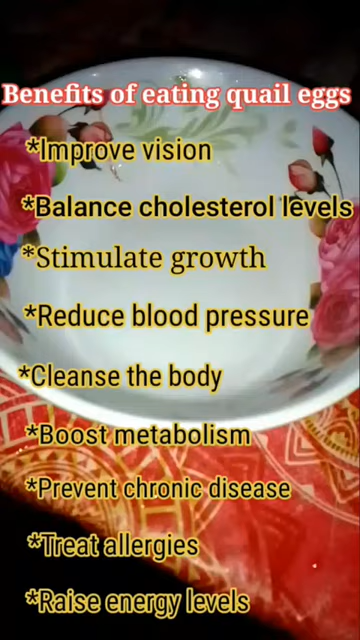 Benefits of eating quail eggs
*Improve vision
*Balance cholesterol levels
*Stimulate growth
*Reduce blood pressure
*Cleanse the body
*Boost metabolism
*Prevent chronic disease
*Treat allergies
*Raise energy levels